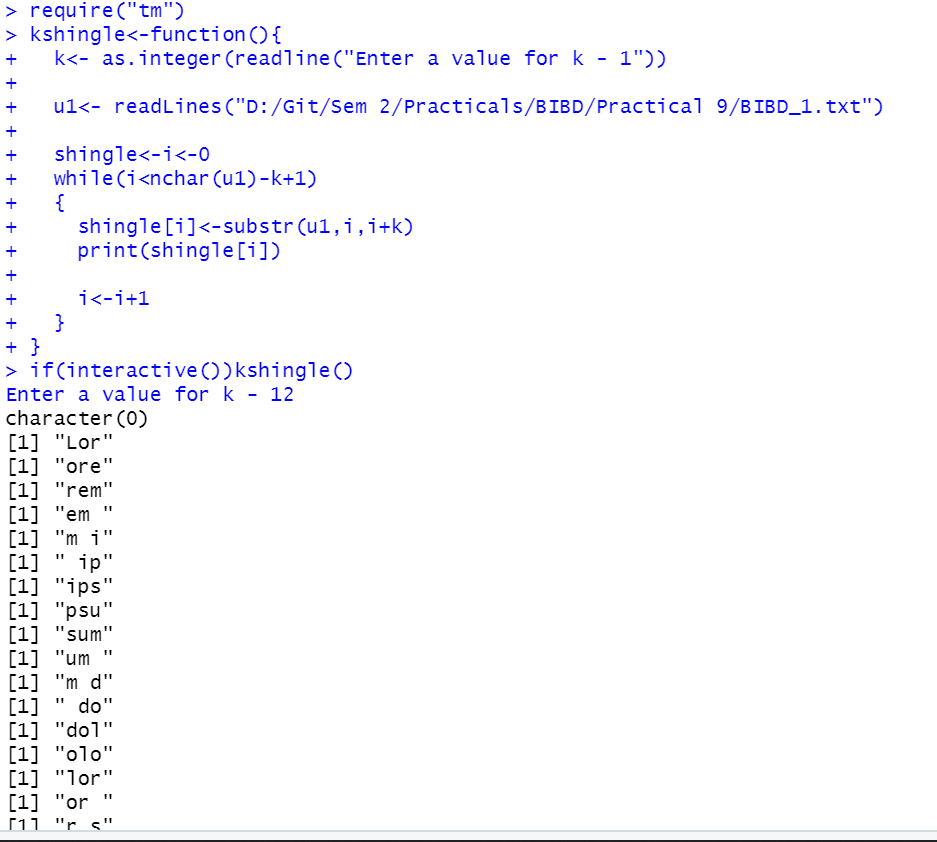 > require("tm")
> kshingle<-function(){
+   k<- as.integer(readline("Enter a value for k - 1"))
+
+   u1<- readLines("D:/Git/Sem 2/Practicals/BIBD/Practical 9/BIBD_1.txt")
+
+   shingle<-i<-0
+   while(i<nchar(u1)-k+1)
+   {
+     shingle[i]<-substr(u1,i,i+k)
+     print(shingle[i])
+
+     i<-i+1
+   }
+ }
> if(interactive())kshingle()
Enter a value for k - 12
character(0)
[1] "Lor"
[1] "ore"
[1] "rem"
[1] "em "
[1] "m i"
[1] " ip"
[1] "ips"
[1] "psu"
[1] "sum"
[1] "um "
[1] "m d"
[1] " do"
[1] "dol"
[1] "olo"
[1] "lor"
[1] "or "
[1] "r s"